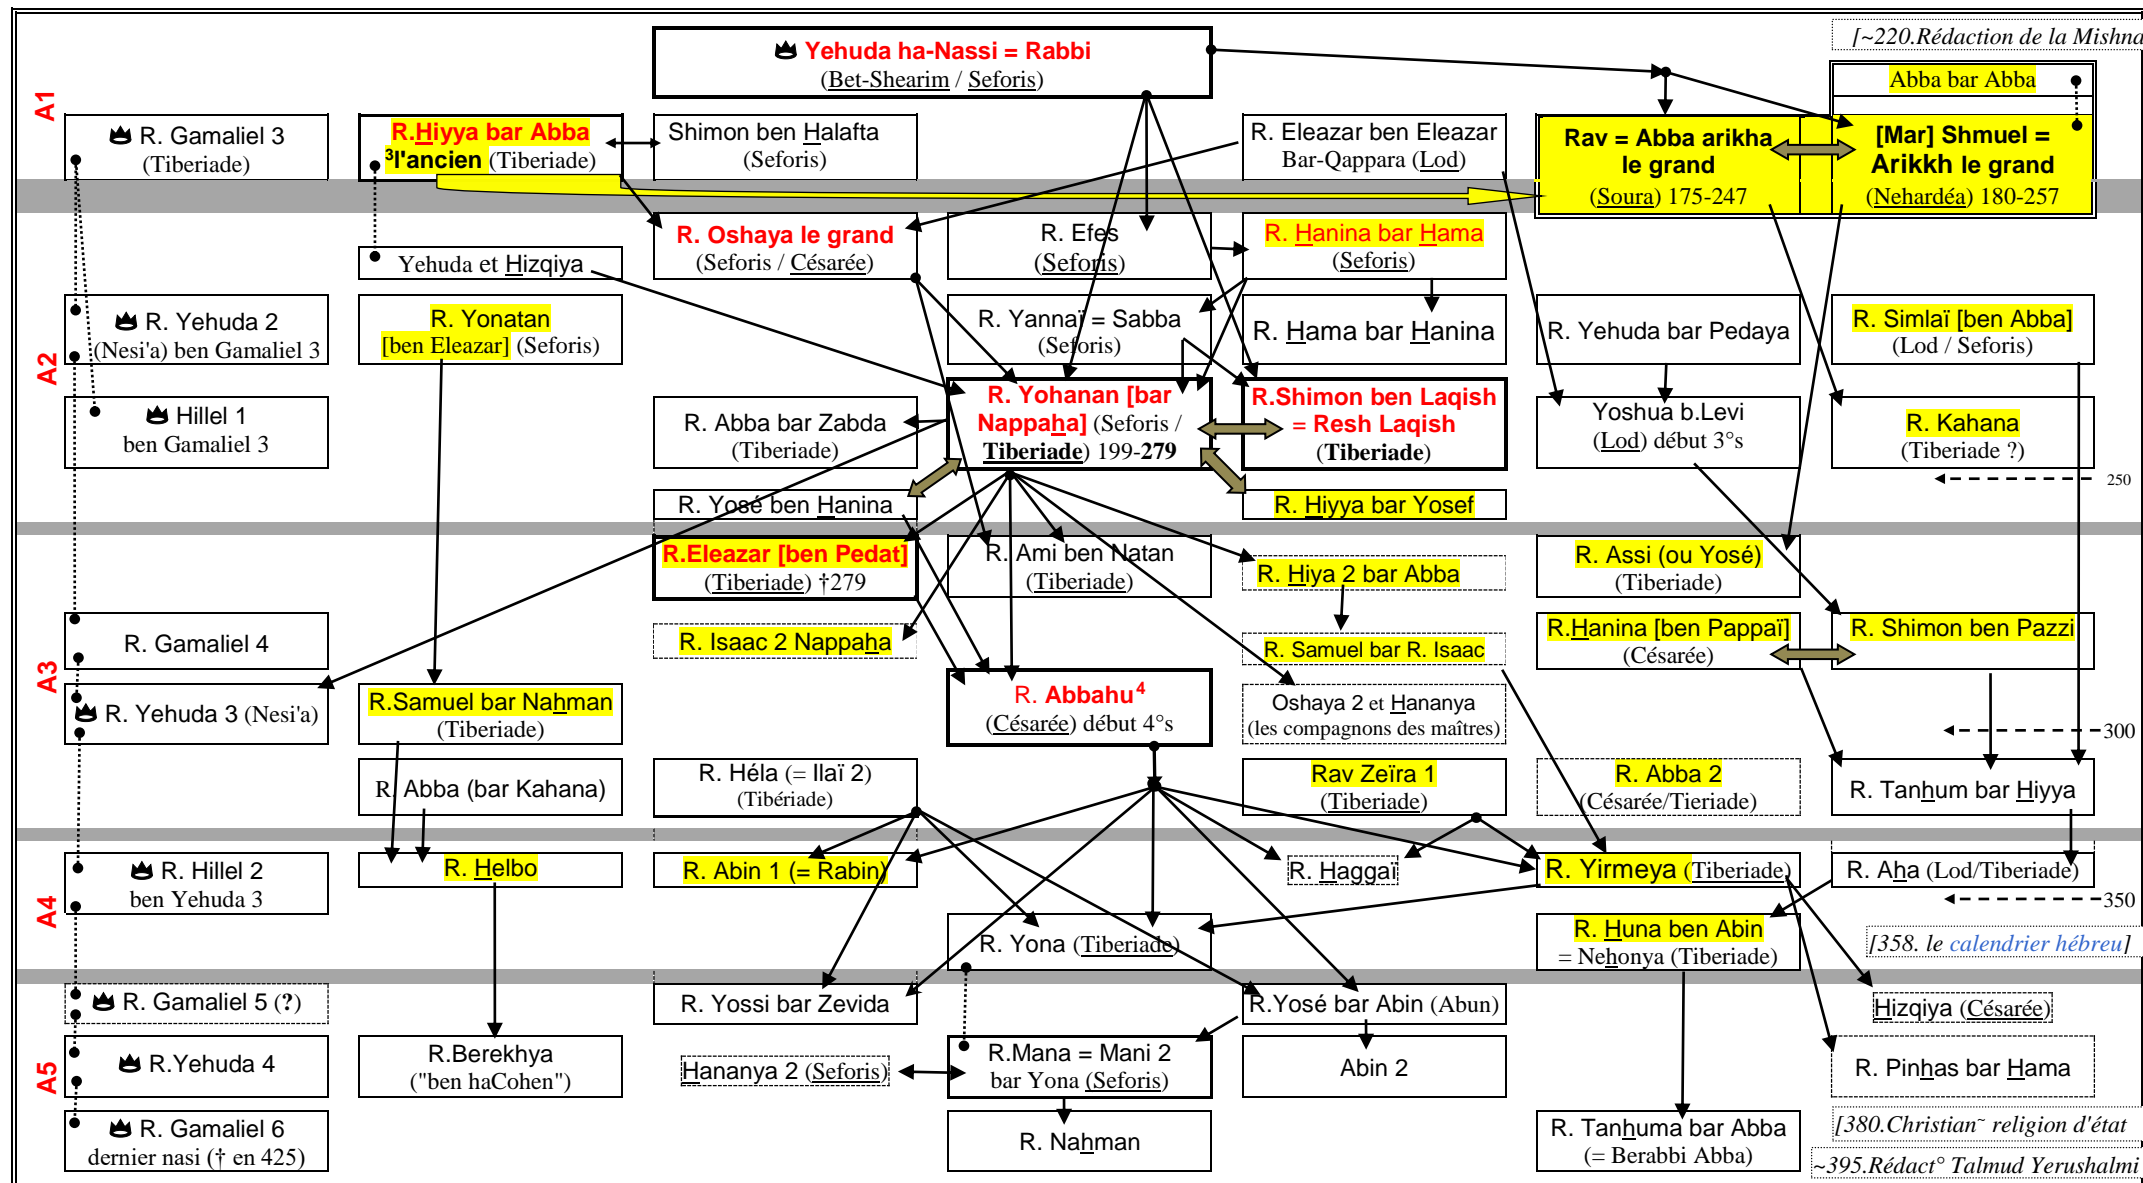 ♚ Yehuda ha-Nassi = Rabbi
(Bet-Shearim / Seforis)
[~220.Rédaction de la Mishna
Abba bar Abba
A1
♚ R. Gamaliel 3
(Tiberiade)
R.Hiyya bar Abba
³l'ancien (Tiberiade)
Shimon ben Halafta
(Seforis)
R. Eleazar ben Eleazar
Bar-Qappara (Lod)
Rav = Abba arikha
le grand
(Soura) 175-247
[Mar] Shmuel =
Arikkh le grand
(Nehardéa) 180-257
A2
Yehuda et Hizqiya
R. Oshaya le grand
(Seforis / Césarée)
R. Efes
(Seforis)
R. Hanina bar Hama
(Seforis)
♚ R. Yehuda 2
(Nesi'a) ben Gamaliel 3
R. Yonatan
[ben Eleazar] (Seforis)
R. Yannaï = Sabba
(Seforis)
R. Hama bar Hanina
R. Yehuda bar Pedaya
R. Simlaï [ben Abba]
(Lod / Seforis)
♚ Hillel 1
ben Gamaliel 3
R. Abba bar Zabda
(Tiberiade)
R. Yohanan [bar
Nappaha] (Seforis /
Tiberiade) 199-279
R.Shimon ben Laqish
= Resh Laqish
(Tiberiade)
Yoshua b.Levi
(Lod) début 3°s
R. Kahana
(Tiberiade ?)
250
R. Yosé ben Hanina
R. Hiyya bar Yosef
A3
R.Eleazar [ben Pedat]
(Tiberiade) †279
R. Ami ben Natan
(Tiberiade)
R. Hiya 2 bar Abba
R. Assi (ou Yosé)
(Tiberiade)
R. Gamaliel 4
R. Isaac 2 Nappaha
R. Samuel bar R. Isaac
R.Hanina [ben Pappaï]
(Césarée)
R. Shimon ben Pazzi
♚ R. Yehuda 3 (Nesi'a)
R.Samuel bar Nahman
(Tiberiade)
R. Abbahu⁴
(Césarée) début 4°s
Oshaya 2 et Hananya
(les compagnons des maîtres)
300
R. Abba (bar Kahana)
R. Héla (= Ilaï 2)
(Tibériade)
Rav Zeïra 1
(Tiberiade)
R. Abba 2
(Césarée/Tieriade)
R. Tanhum bar Hiyya
A4
♚ R. Hillel 2
ben Yehuda 3
R. Helbo
R. Abin 1 (= Rabin)
R. Haggaï
R. Yirmeya (Tiberiade)
R. Aha (Lod/Tiberiade)
350
R. Yona (Tiberiade)
R. Huna ben Abin
= Nehonya (Tiberiade)
[358. le calendrier hébreu]
A5
♚ R. Gamaliel 5 (?)
R. Yossi bar Zevida
R.Yosé bar Abin (Abun)
Hizqiya (Césarée)
♚ R.Yehuda 4
R.Berekhya
("ben haCohen")
Hananya 2 (Seforis)
R.Mana = Mani 2
bar Yona (Seforis)
Abin 2
R. Pinhas bar Hama
♚ R. Gamaliel 6
dernier nasi († en 425)
R. Nahman
R. Tanhuma bar Abba
(= Berabbi Abba)
[380.Christian~ religion d'état
~395.Rédact° Talmud Yerushalmi